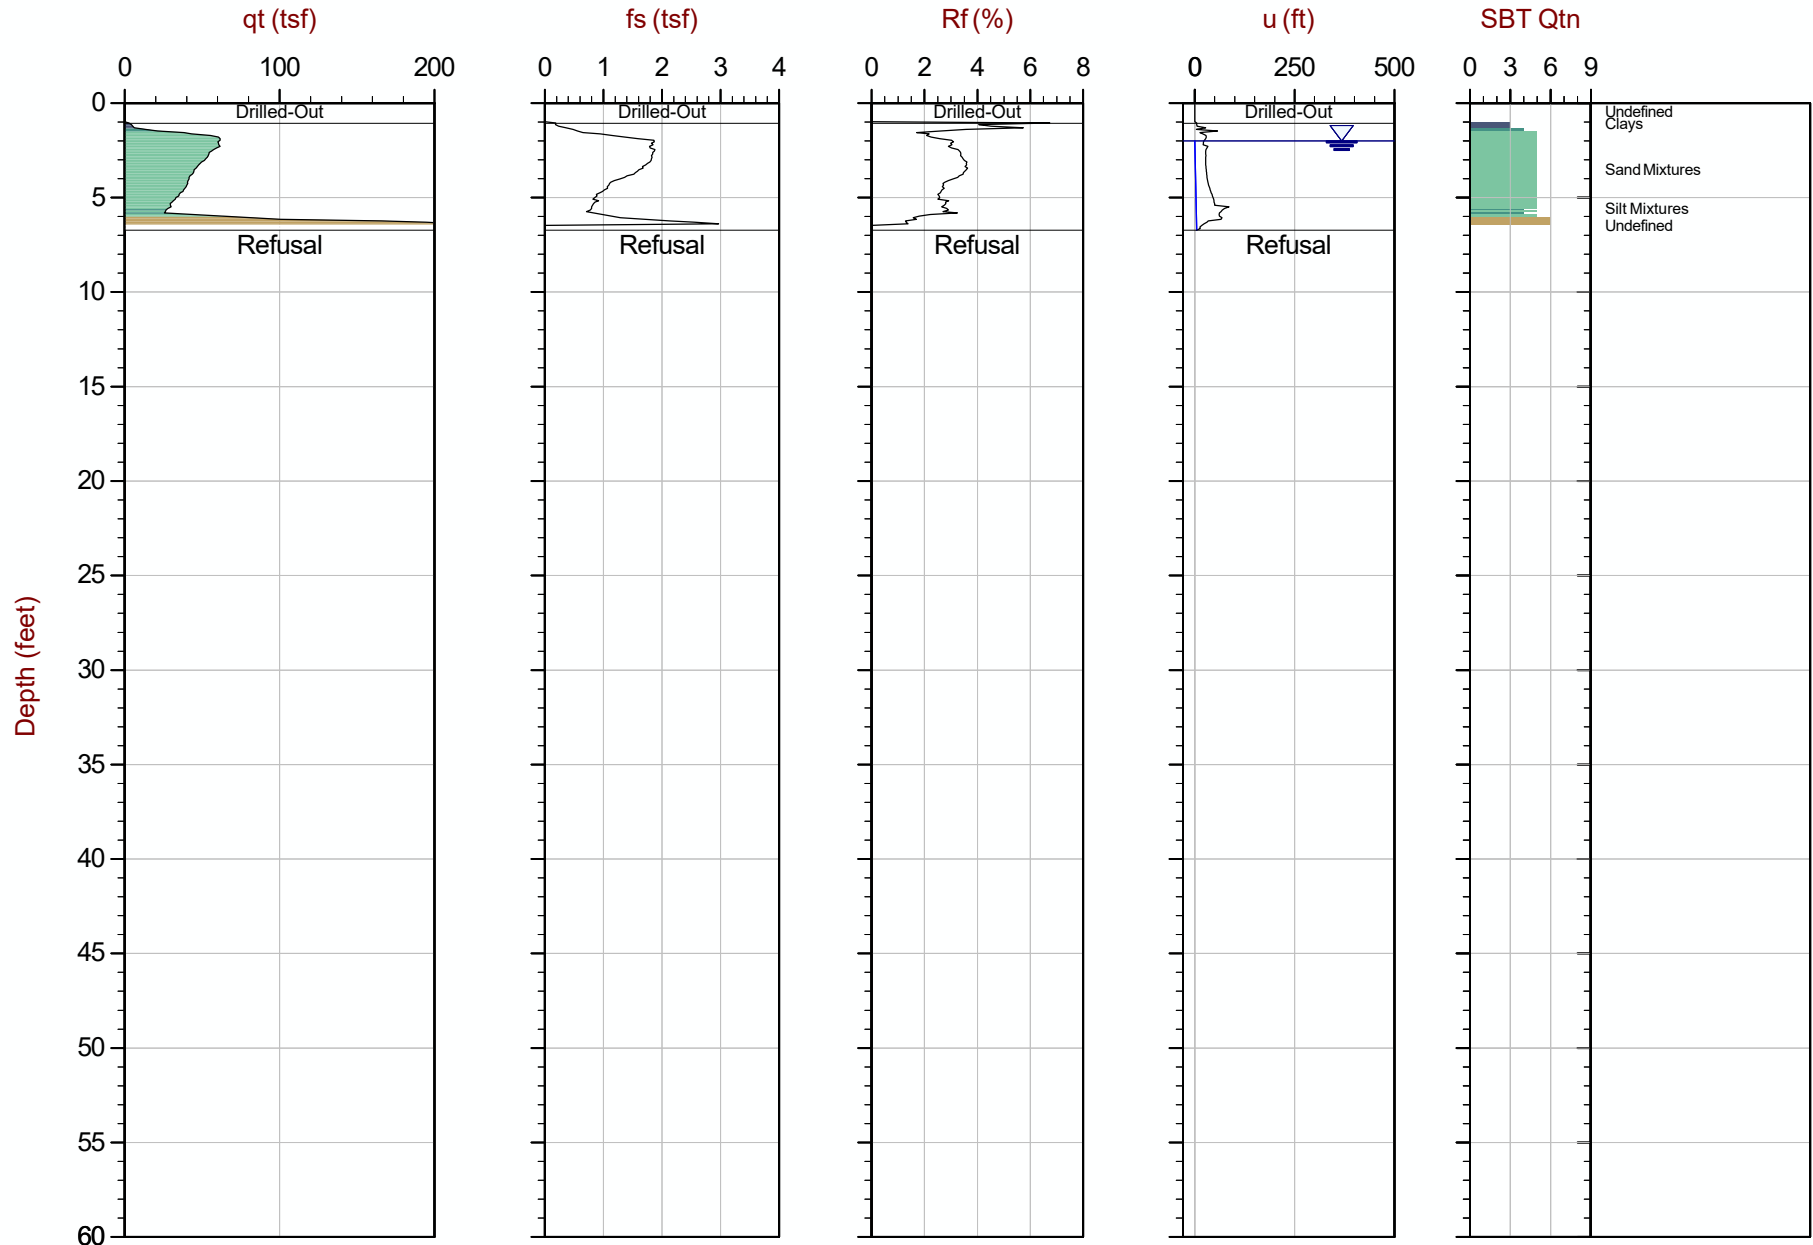 qt (tsf) fs (tsf) Rf (%) u (ft) SBT Qtn
0 100 200 0 1 2 3 4 0 2 4 6 8 0 250 500 0 3 6 9
0
Drilled-Out Drilled-Out Drilled-Out Drilled-Out
Undefined
Clays
Sand Mixtures
5
Silt Mixtures
Undefined
Refusal Refusal Refusal Refusal
10
15
20
25
30
35
40
45
50
55
60
Depth (feet)